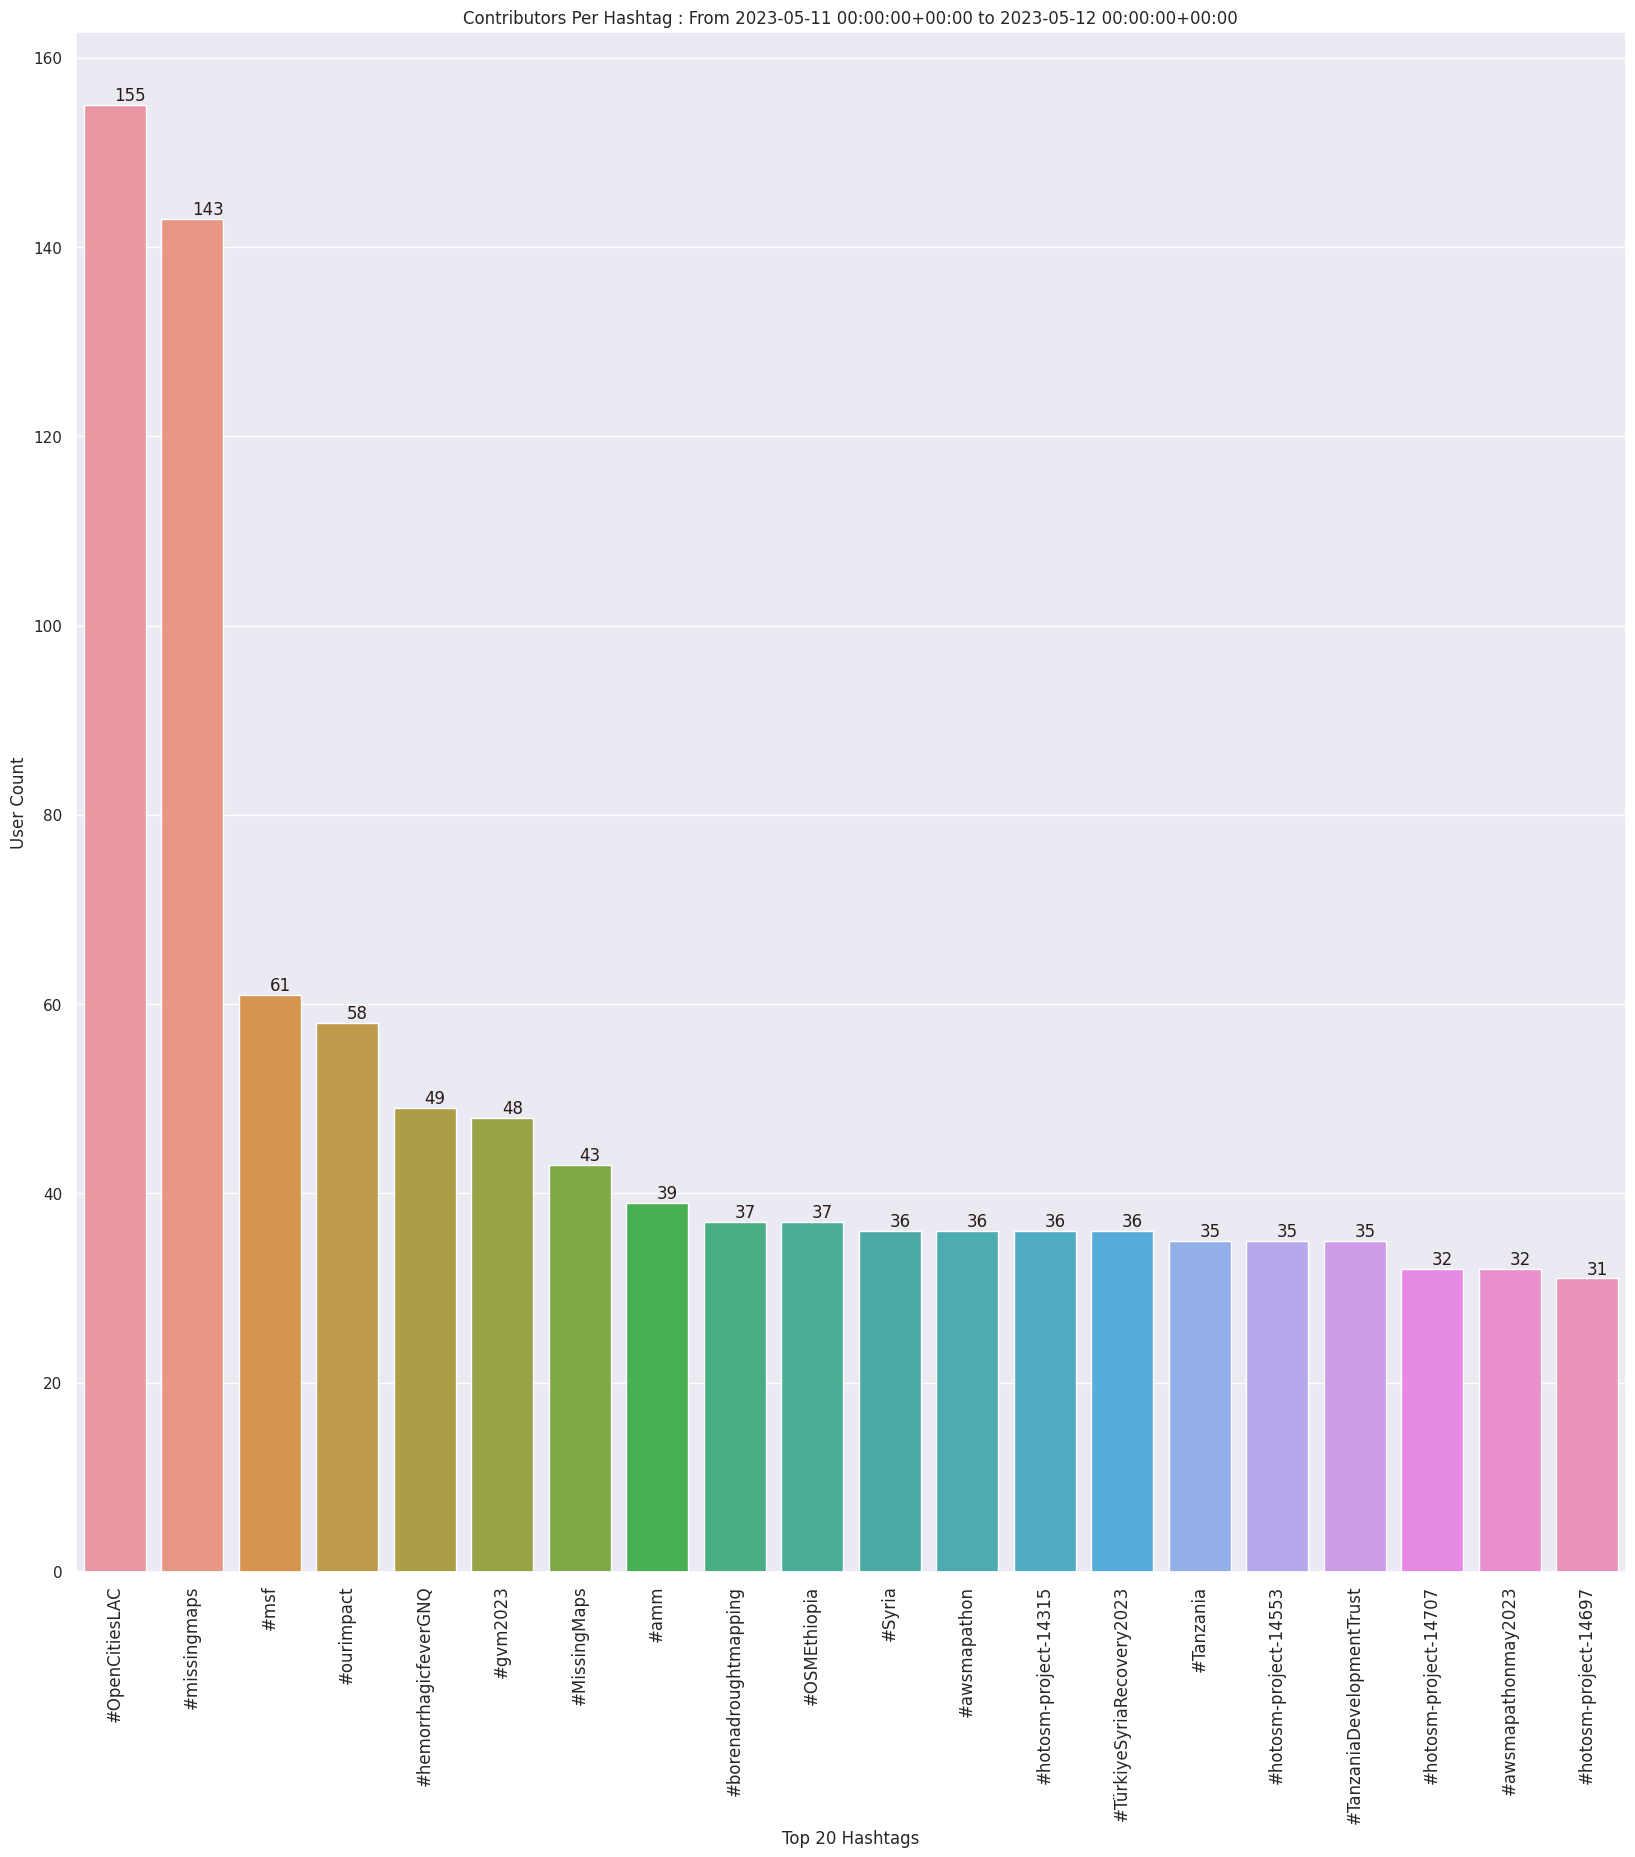 Contributors Per Hashtag : From 2023-05-11 00:00:00+00:00 to 2023-05-12 00:00:00+00:00
User Count
160
140
120
100
80
60
40
20
0
155
143
61
58
49
48
43
39
37
37
36
36
36
36
35
35
35
32
32
31
#OpenCitiesLAC
#missingmaps
#msf
#ourimpact
#hemorrhagicfeverGNQ
#gvm2023
#MissingMaps
#amm
#borenadroughtmapping
#OSMEthiopia
#Syria
#awsmapathon
#hotosm-project-14315
#TürkiyeSyriaRecovery2023
#Tanzania
#hotosm-project-14553
#TanzaniaDevelopmentTrust
#hotosm-project-14707
#awsmapathonmay2023
#hotosm-project-14697
Top 20 Hashtags